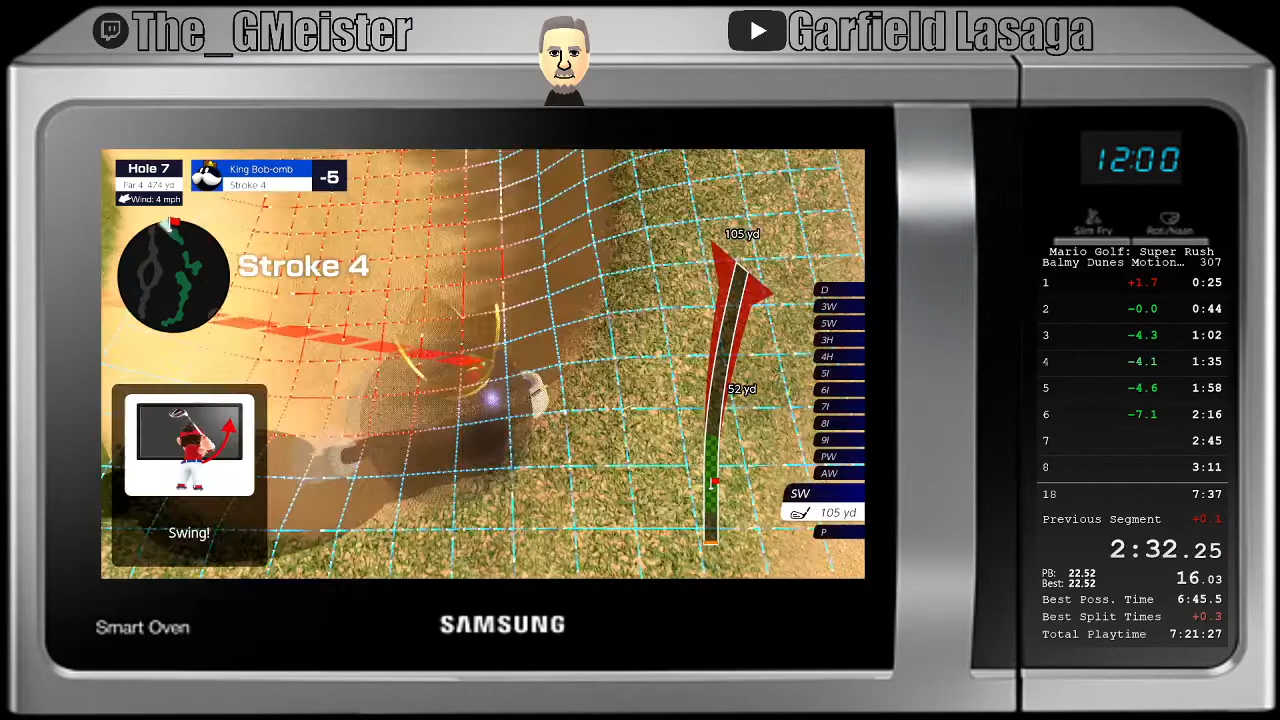 The_GMeister
Garfield Lasaga
Hole 7
Par 4 474 yd
Wind: 4 mph
King Bob-omb
Stroke 4
-5
Stroke 4
105 yd
52 yd
D
3W
5W
3H
4H
5I
6I
7I
8I
9I
PW
AW
SW
105 yd
P
Swing!
Smart Oven
SAMSUNG
12:00
Slim Fry
Roti/Naan
Mario Golf: Super Rush
Balmy Dunes Motion... 307
1 +1.7 0:25
2 -0.0 0:44
3 -4.3 1:02
4 -4.1 1:35
5 -4.6 1:58
6 -7.1 2:16
7 2:45
8 3:11
18 7:37
Previous Segment +0.1
2:32.25
PB: 22.52
Best: 22.52
16.03
Best Poss. Time 6:45.5
Best Split Times +0.3
Total Playtime 7:21:27